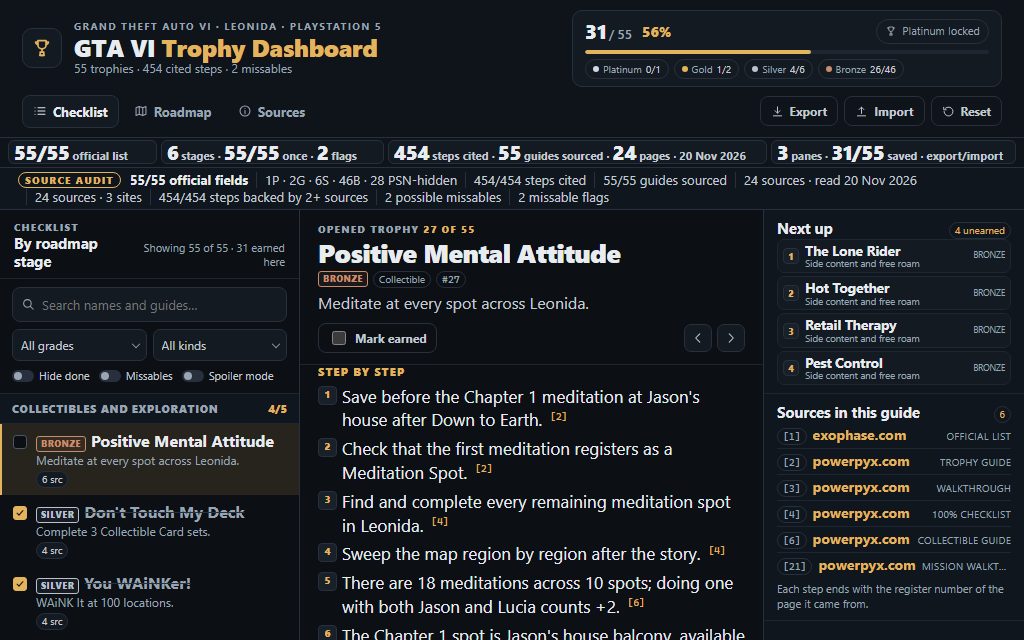 GRAND THEFT AUTO VI • LEONIDA • PLAYSTATION 5
GTA VI Trophy Dashboard
55 trophies · 454 cited steps · 2 missables
31 / 55 56%
Platinum locked
Platinum 0/1
Gold 1/2
Silver 4/6
Bronze 26/46
Checklist
Roadmap
Sources
Export
Import
Reset
55/55 official list
6 stages · 55/55 once · 2 flags
454 steps cited · 55 guides sourced · 24 pages · 20 Nov 2026
3 panes · 31/55 saved · export/import
SOURCE AUDIT
55/55 official fields
1P · 2G · 6S · 46B · 28 PSN-hidden
454/454 steps cited
55/55 guides sourced
24 sources · read 20 Nov 2026
24 sources · 3 sites
454/454 steps backed by 2+ sources
2 possible missables
2 missable flags
CHECKLIST
By roadmap stage
Showing 55 of 55 · 31 earned here
Search names and guides...
All grades
All kinds
Hide done
Missables
Spoiler mode
COLLECTIBLES AND EXPLORATION 4/5
BRONZE Positive Mental Attitude
Meditate at every spot across Leonida.
6 src
SILVER Don't Touch My Deck
Complete 3 Collectible Card sets.
4 src
SILVER You WAiNKer!
WAiNK It at 100 locations.
4 src
OPENED TROPHY 27 OF 55
Positive Mental Attitude
BRONZE
Collectible
#27
Meditate at every spot across Leonida.
Mark earned
STEP BY STEP
1 Save before the Chapter 1 meditation at Jason's
house after Down to Earth. [2]
2 Check that the first meditation registers as a
Meditation Spot. [2]
3 Find and complete every remaining meditation spot
in Leonida. [4]
4 Sweep the map region by region after the story. [4]
5 There are 18 meditations across 10 spots; doing one
with both Jason and Lucia counts +2. [6]
6 The Chapter 1 spot is Jason's house balcony, available
Next up
4 unearned
1 The Lone Rider BRONZE
Side content and free roam
2 Hot Together BRONZE
Side content and free roam
3 Retail Therapy BRONZE
Side content and free roam
4 Pest Control BRONZE
Side content and free roam
Sources in this guide
6
[1] exophase.com OFFICIAL LIST
[2] powerpyx.com TROPHY GUIDE
[3] powerpyx.com WALKTHROUGH
[4] powerpyx.com 100% CHECKLIST
[6] powerpyx.com COLLECTIBLE GUIDE
[21] powerpyx.com MISSION WALKT...
Each step ends with the register number of the
page it came from.